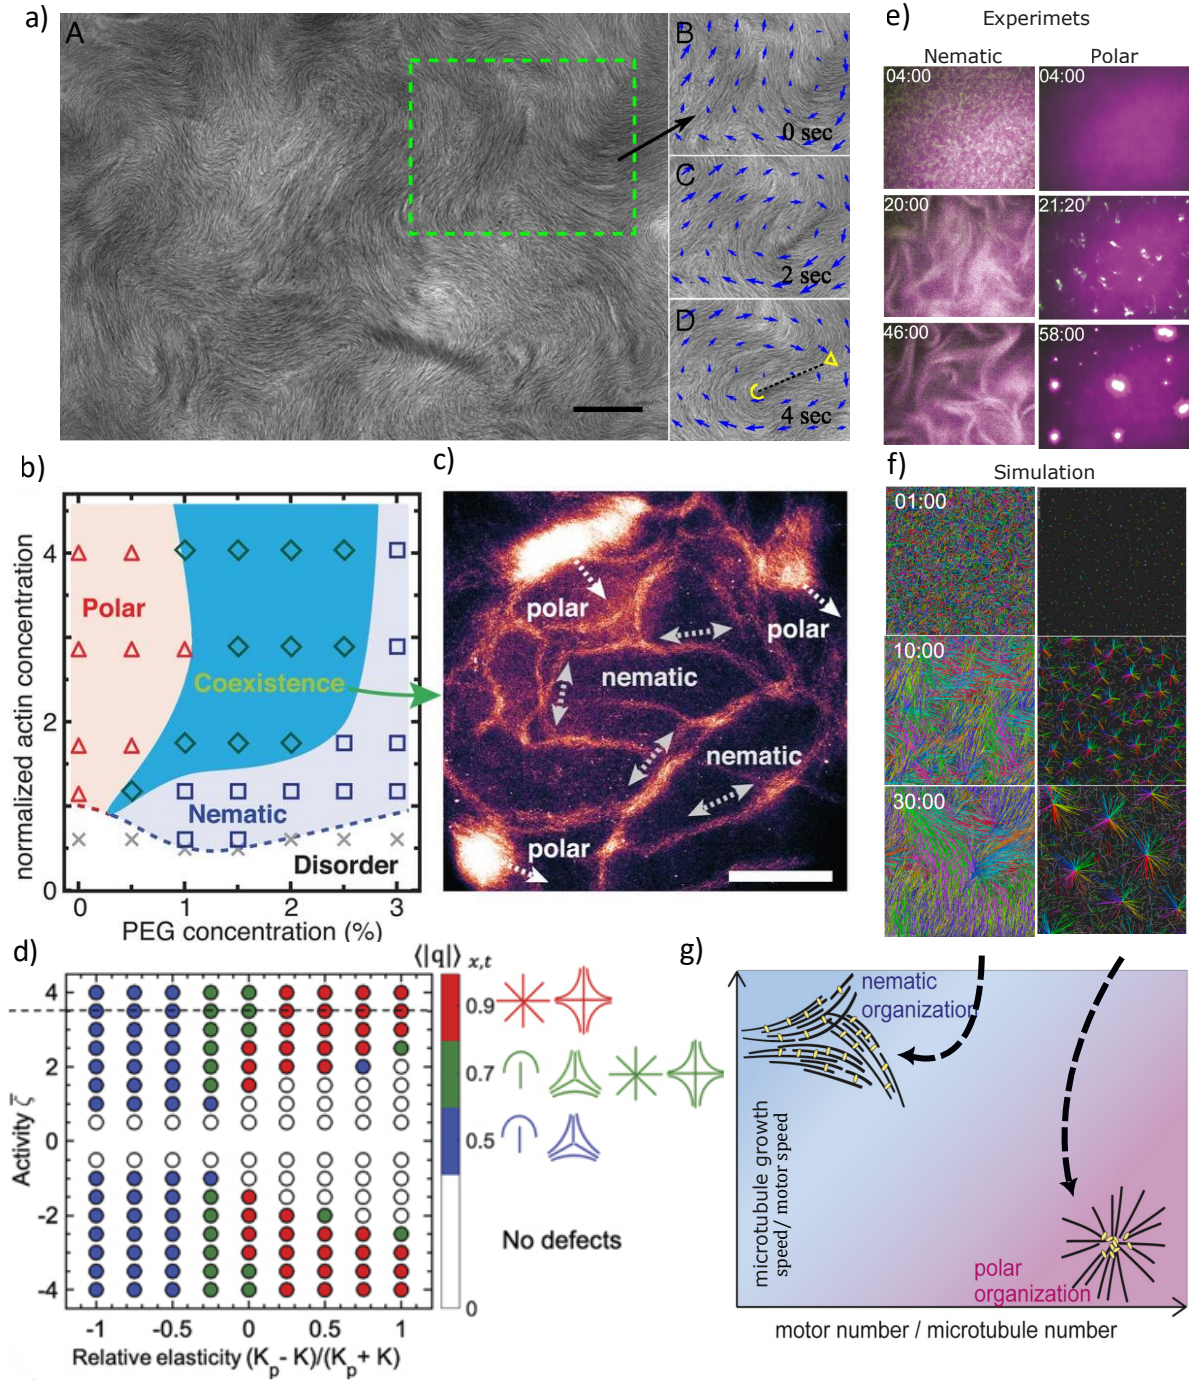 a)
A
B
0 sec
C
2 sec
D
4 sec
e)
Experimets
Nematic
Polar
04:00
04:00
20:00
21:20
46:00
58:00
b)
normalized actin concentration
4
3
2
1
0
Polar
Coexistence
Nematic
Disorder
0
1
2
3
PEG concentration (%)
c)
polar
polar
nematic
nematic
polar
f)
Simulation
01:00
10:00
30:00
d)
⟨|q|⟩ x,t
Activity ζ̅
4
2
0
-2
-4
-1
-0.5
0
0.5
1
Relative elasticity (Kp - K)/(Kp + K)
0.9
0.7
0.5
0
No defects
g)
nematic
organization
microtubule growth
speed/ motor speed
polar
organization
motor number / microtubule number